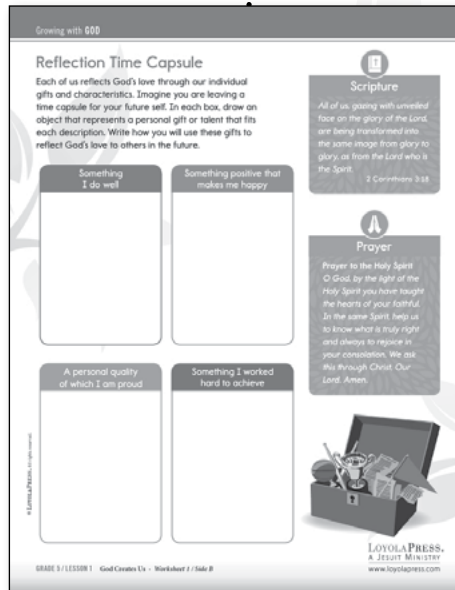 Growing with GOD
Reflection Time Capsule
Each of us reflects God's love through our individual
gifts and characteristics. Imagine you are leaving a
time capsule for your future self. In each box, draw an
object that represents a personal gift or talent that fits
each description. Write how you will use these gifts to
reflect God's love to others in the future.
Something
I do well
Something positive that
makes me happy
A personal quality
of which I am proud
Something I worked
hard to achieve
Scripture
All of us, gazing with unveiled
face on the glory of the Lord,
are being transformed into
the same image from glory to
glory, as from the Lord who is
the Spirit.
2 Corinthians 3:18
Prayer
Prayer to the Holy Spirit
O God, by the light of the
Holy Spirit you have taught
the hearts of your faithful.
In the same Spirit, help us
to know what is truly right
and always to rejoice in
your consolation. We ask
this through Christ, Our
Lord. Amen.
© LOYOLAPRESS. All rights reserved.
LOYOLAPRESS.
A JESUIT MINISTRY
www.loyolapress.com
GRADE 5 / LESSON 1 God Creates Us • Worksheet 1 / Side B